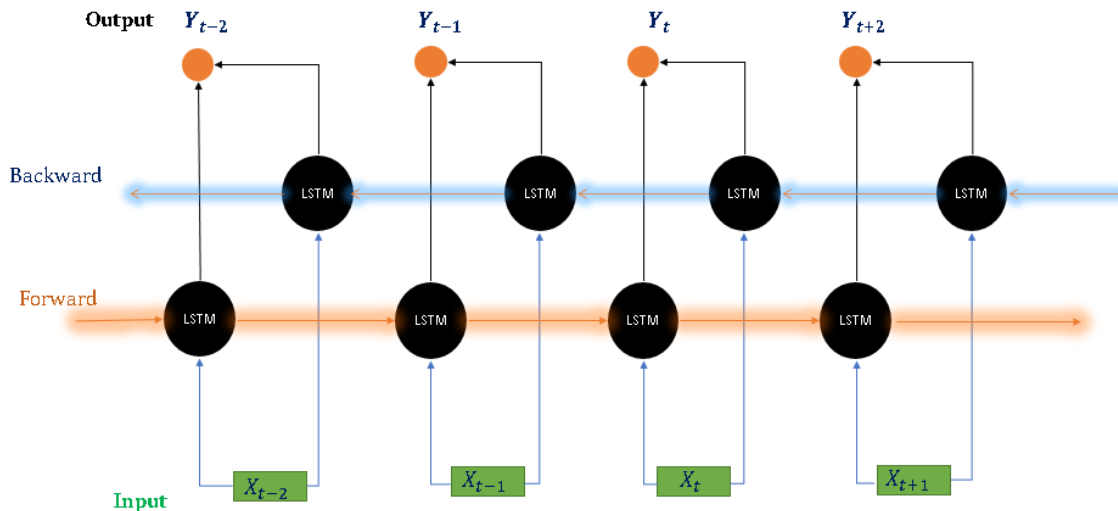 Output Y_{t−2} Y_{t−1} Y_t Y_{t+2}
Backward LSTM LSTM LSTM LSTM
Forward LSTM LSTM LSTM LSTM
X_{t−2} X_{t−1} X_t X_{t+1}
Input